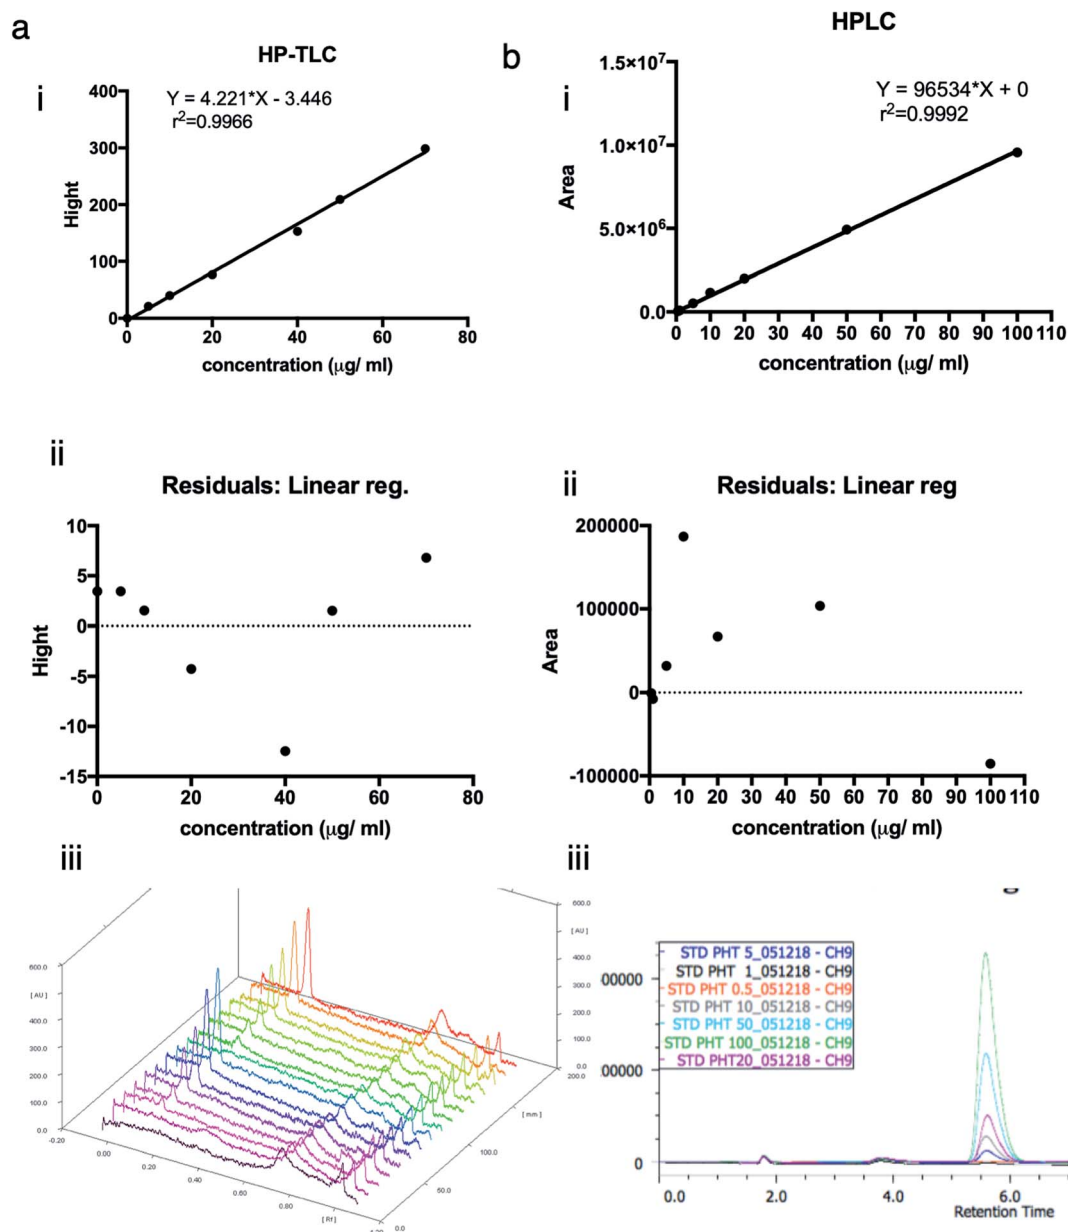 a
HP-TLC
i
Y = 4.221*X - 3.446
r²=0.9966
400
300
200
100
0
Hight
0 20 40 60 80
concentration (μg/ ml)
b
HPLC
i
Y = 96534*X + 0
r²=0.9992
1.5×10⁷
1.0×10⁷
5.0×10⁶
0.0
Area
0 10 20 30 40 50 60 70 80 90 100 110
concentration (μg/ ml)
ii
Residuals: Linear reg.
10
5
0
-5
-10
-15
Hight
0 20 40 60 80
concentration (μg/ ml)
ii
Residuals: Linear reg
200000
100000
0
-100000
Area
0 10 20 30 40 50 60 70 80 90 100 110
concentration (μg/ ml)
iii
600.0
[ AU ]
400.0
300.0
200.0
100.0
0.0
-0.20
0.00
0.20
0.40
0.60
0.80
[ Rf ]
0.0
100.0
[ mm ]
200.0
600.0
[ AU ]
400.0
300.0
200.0
100.0
0.0
iii
STD PHT 5_051218 - CH9
STD PHT 1_051218 - CH9
STD PHT 0.5_051218 - CH9
STD PHT 10_051218 - CH9
STD PHT 50_051218 - CH9
STD PHT 100_051218 - CH9
STD PHT20_051218 - CH9
00000
00000
0
0.0 2.0 4.0 6.0
Retention Time